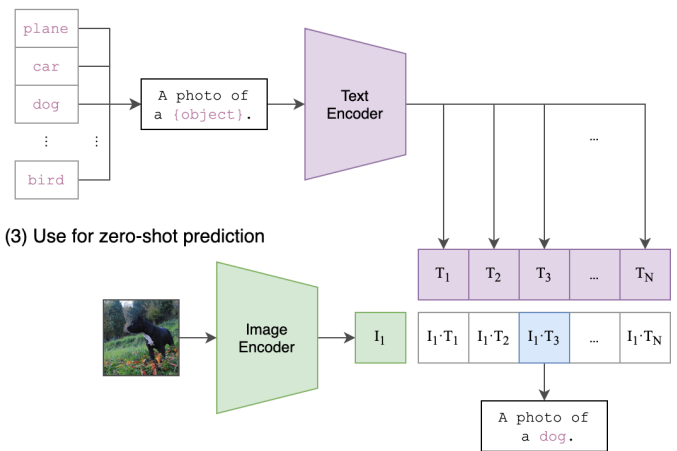 plane
car
dog
⋮ ⋮
bird
A photo of
a {object}.
Text
Encoder
...
(3) Use for zero-shot prediction
T1 T2 T3 ... TN
Image
Encoder
I1
I1·T1 I1·T2 I1·T3 ... I1·TN
A photo of
a dog.